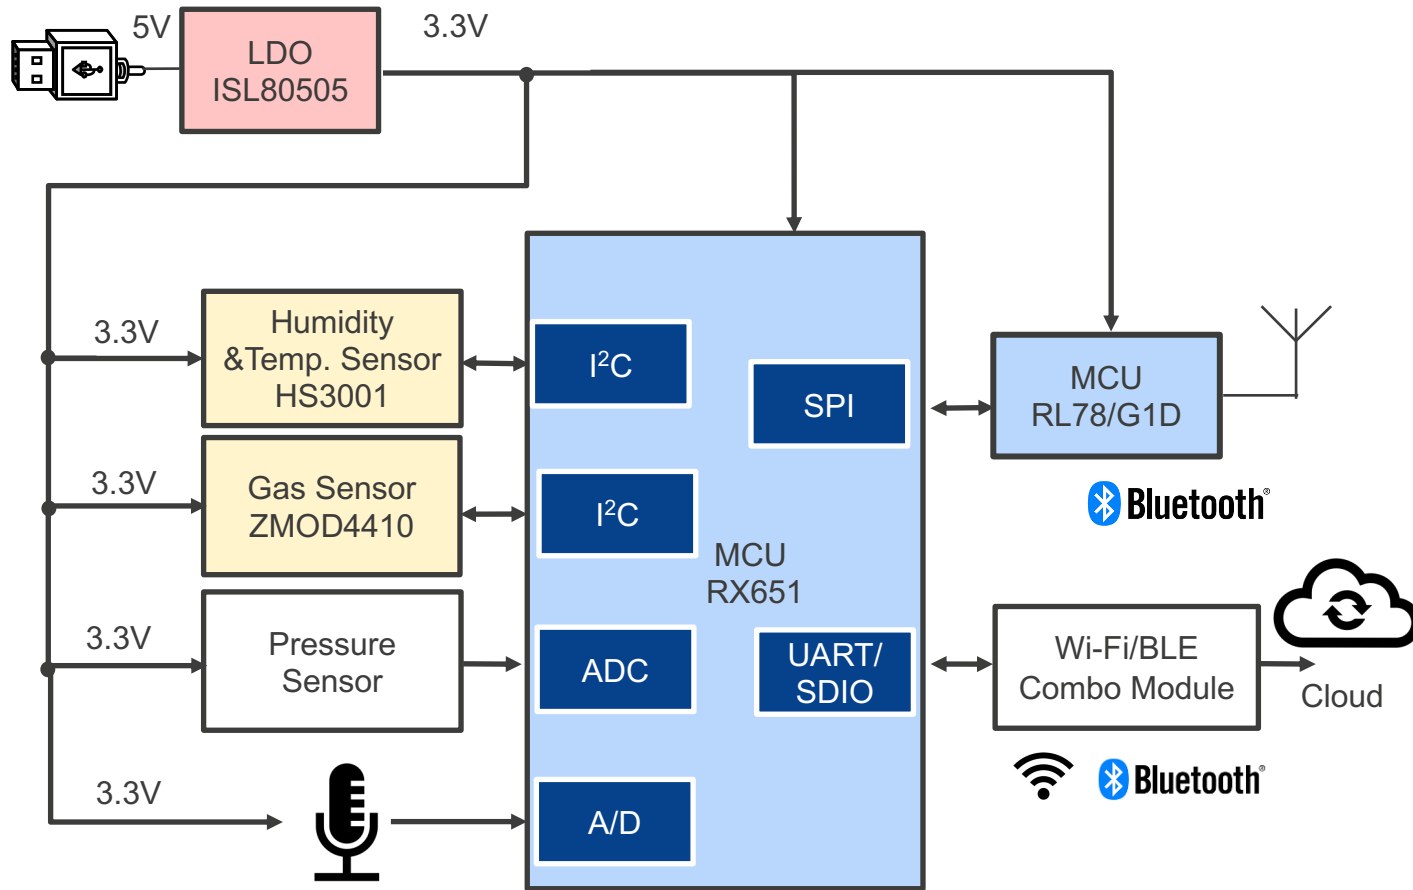 5V
LDO
ISL80505
3.3V
3.3V
Humidity
&Temp. Sensor
HS3001
I²C
SPI
MCU
RL78/G1D
Bluetooth®
3.3V
Gas Sensor
ZMOD4410
I²C
MCU
RX651
3.3V
Pressure
Sensor
ADC
UART/
SDIO
Wi-Fi/BLE
Combo Module
Cloud
Bluetooth®
3.3V
A/D